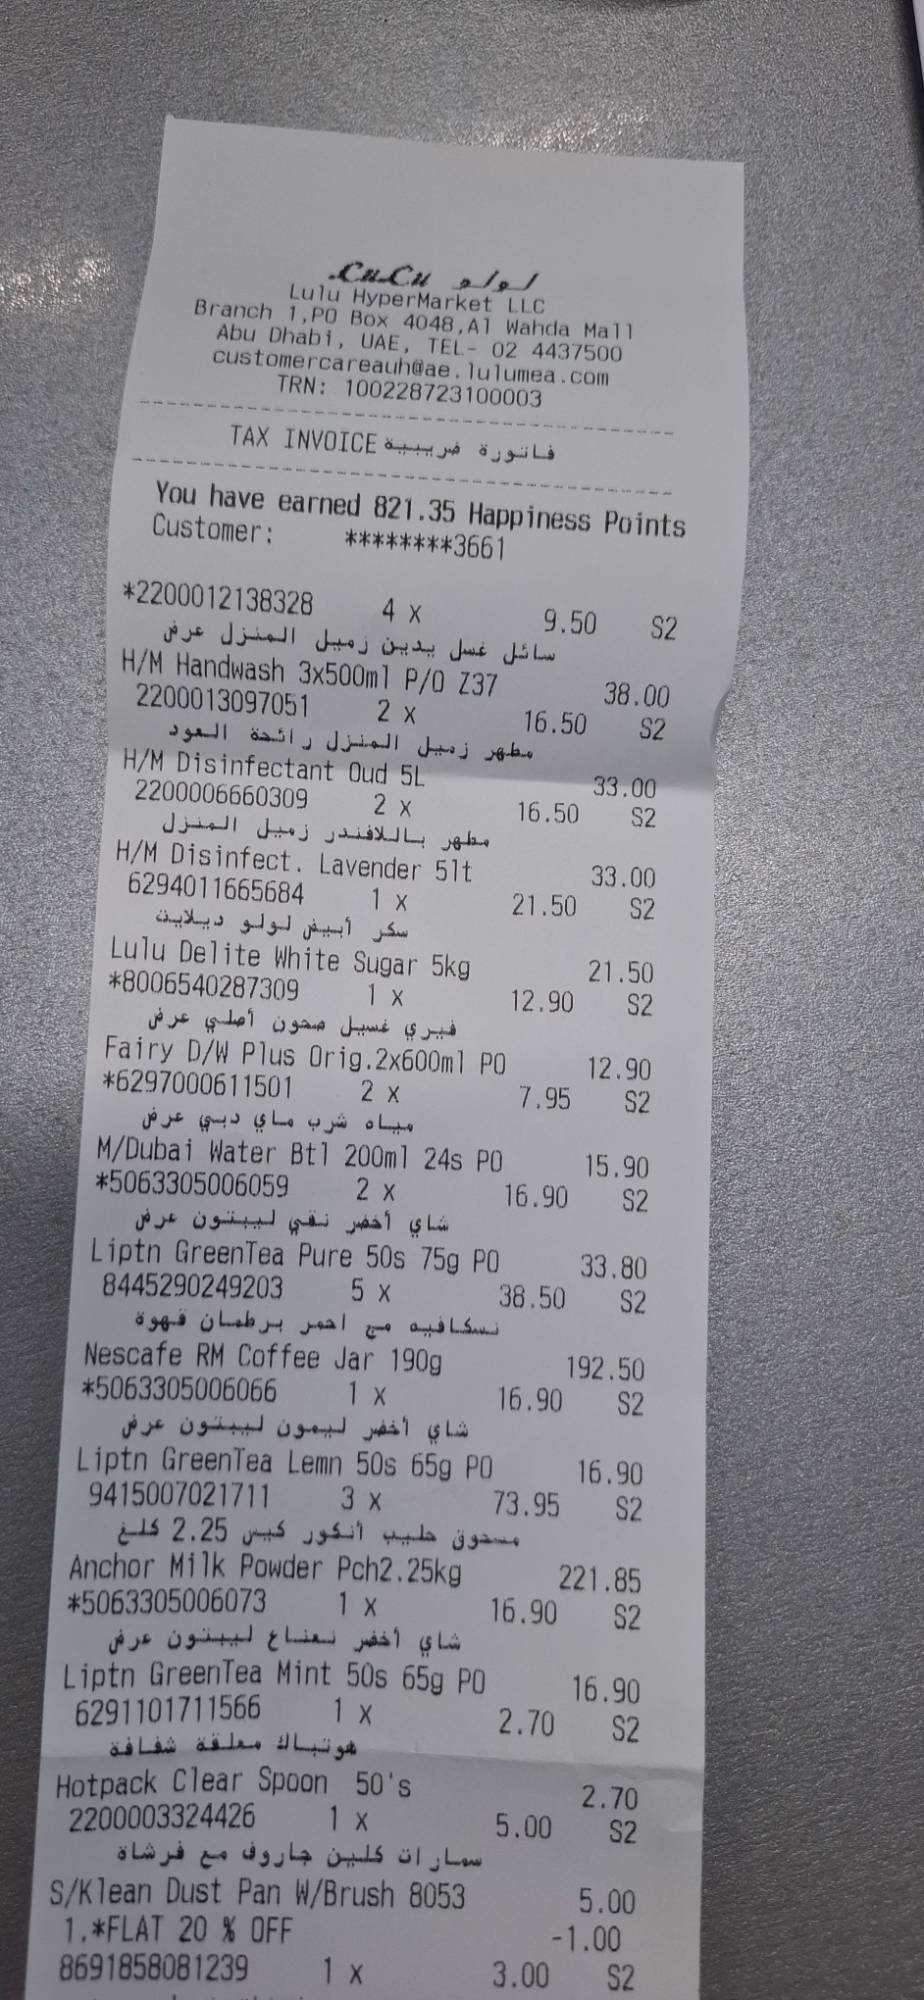 LuLu لولو
Lulu HyperMarket LLC
Branch 1,PO Box 4048,Al Wahda Mall
Abu Dhabi, UAE, TEL- 02 4437500
customercareauh@ae.lulumea.com
TRN: 100228723100003
TAX INVOICE فاتورة ضريبية
You have earned 821.35 Happiness Points
Customer: ********3661
*2200012138328 4 x 9.50 S2
سائل غسل يدين زميل المنزل عرض
H/M Handwash 3x500ml P/O Z37 38.00
2200013097051 2 x 16.50 S2
مطهر زميل المنزل رائحة العود
H/M Disinfectant Oud 5L 33.00
2200006660309 2 x 16.50 S2
مطهر باللافندر زميل المنزل
H/M Disinfect. Lavender 5lt 33.00
6294011665684 1 x 21.50 S2
سكر أبيض لولو ديلايت
Lulu Delite White Sugar 5kg 21.50
*8006540287309 1 x 12.90 S2
فيري غسيل صحون أصلي عرض
Fairy D/W Plus Orig.2x600ml PO 12.90
*6297000611501 2 x 7.95 S2
مياه شرب ماي دبي عرض
M/Dubai Water Btl 200ml 24s PO 15.90
*5063305006059 2 x 16.90 S2
شاي أخضر نقي ليبتون عرض
Liptn GreenTea Pure 50s 75g PO 33.80
8445290249203 5 x 38.50 S2
نسكافيه مج احمر برطمان قهوة
Nescafe RM Coffee Jar 190g 192.50
*5063305006066 1 x 16.90 S2
شاي أخضر ليمون ليبتون عرض
Liptn GreenTea Lemn 50s 65g PO 16.90
9415007021711 3 x 73.95 S2
مسحوق حليب أنكور كيس 2.25 كلغ
Anchor Milk Powder Pch2.25kg 221.85
*5063305006073 1 x 16.90 S2
شاي أخضر نعناع ليبتون عرض
Liptn GreenTea Mint 50s 65g PO 16.90
6291101711566 1 x 2.70 S2
هوتباك معلقة شفافة
Hotpack Clear Spoon 50's 2.70
2200003324426 1 x 5.00 S2
سمارات كلين جاروف مع فرشاة
S/Klean Dust Pan W/Brush 8053 5.00
1.*FLAT 20 % OFF -1.00
8691858081239 1 x 3.00 S2